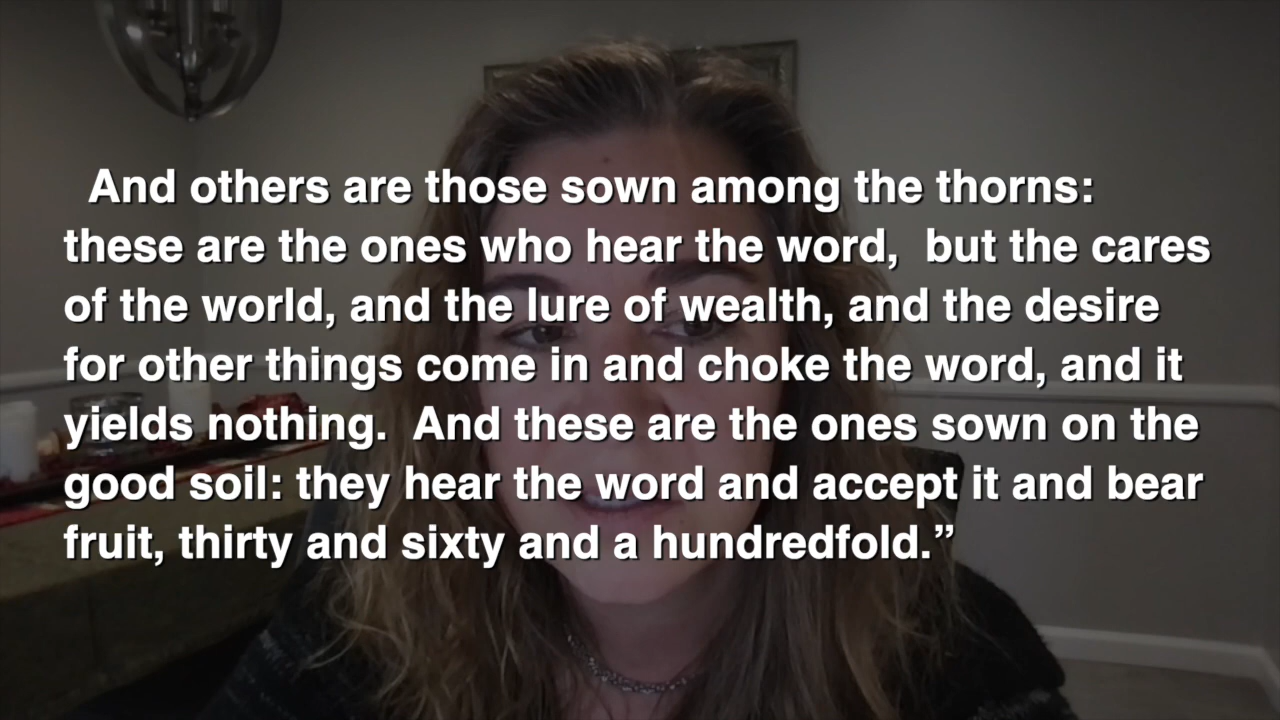 And others are those sown among the thorns:
these are the ones who hear the word, but the cares
of the world, and the lure of wealth, and the desire
for other things come in and choke the word, and it
yields nothing. And these are the ones sown on the
good soil: they hear the word and accept it and bear
fruit, thirty and sixty and a hundredfold.”